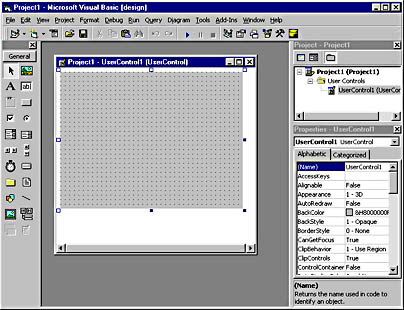 Project1 - Microsoft Visual Basic [design]
File Edit View Project Format Debug Run Query Diagram Tools Add-Ins Window Help
General
A
ab|
Project1 - UserControl1 (UserControl)
Project - Project1
Project1 (Project1)
User Controls
UserControl1 (UserCor
Properties - UserControl1
UserControl1 UserControl
Alphabetic Categorized
(Name) UserControl1
AccessKeys
Alignable False
Appearance 1 - 3D
AutoRedraw False
BackColor &H8000000F
BackStyle 1 - Opaque
BorderStyle 0 - None
CanGetFocus True
ClipBehavior 1 - Use Region
ClipControls True
ControlContainer False
(Name)
Returns the name used in code to
identify an object.